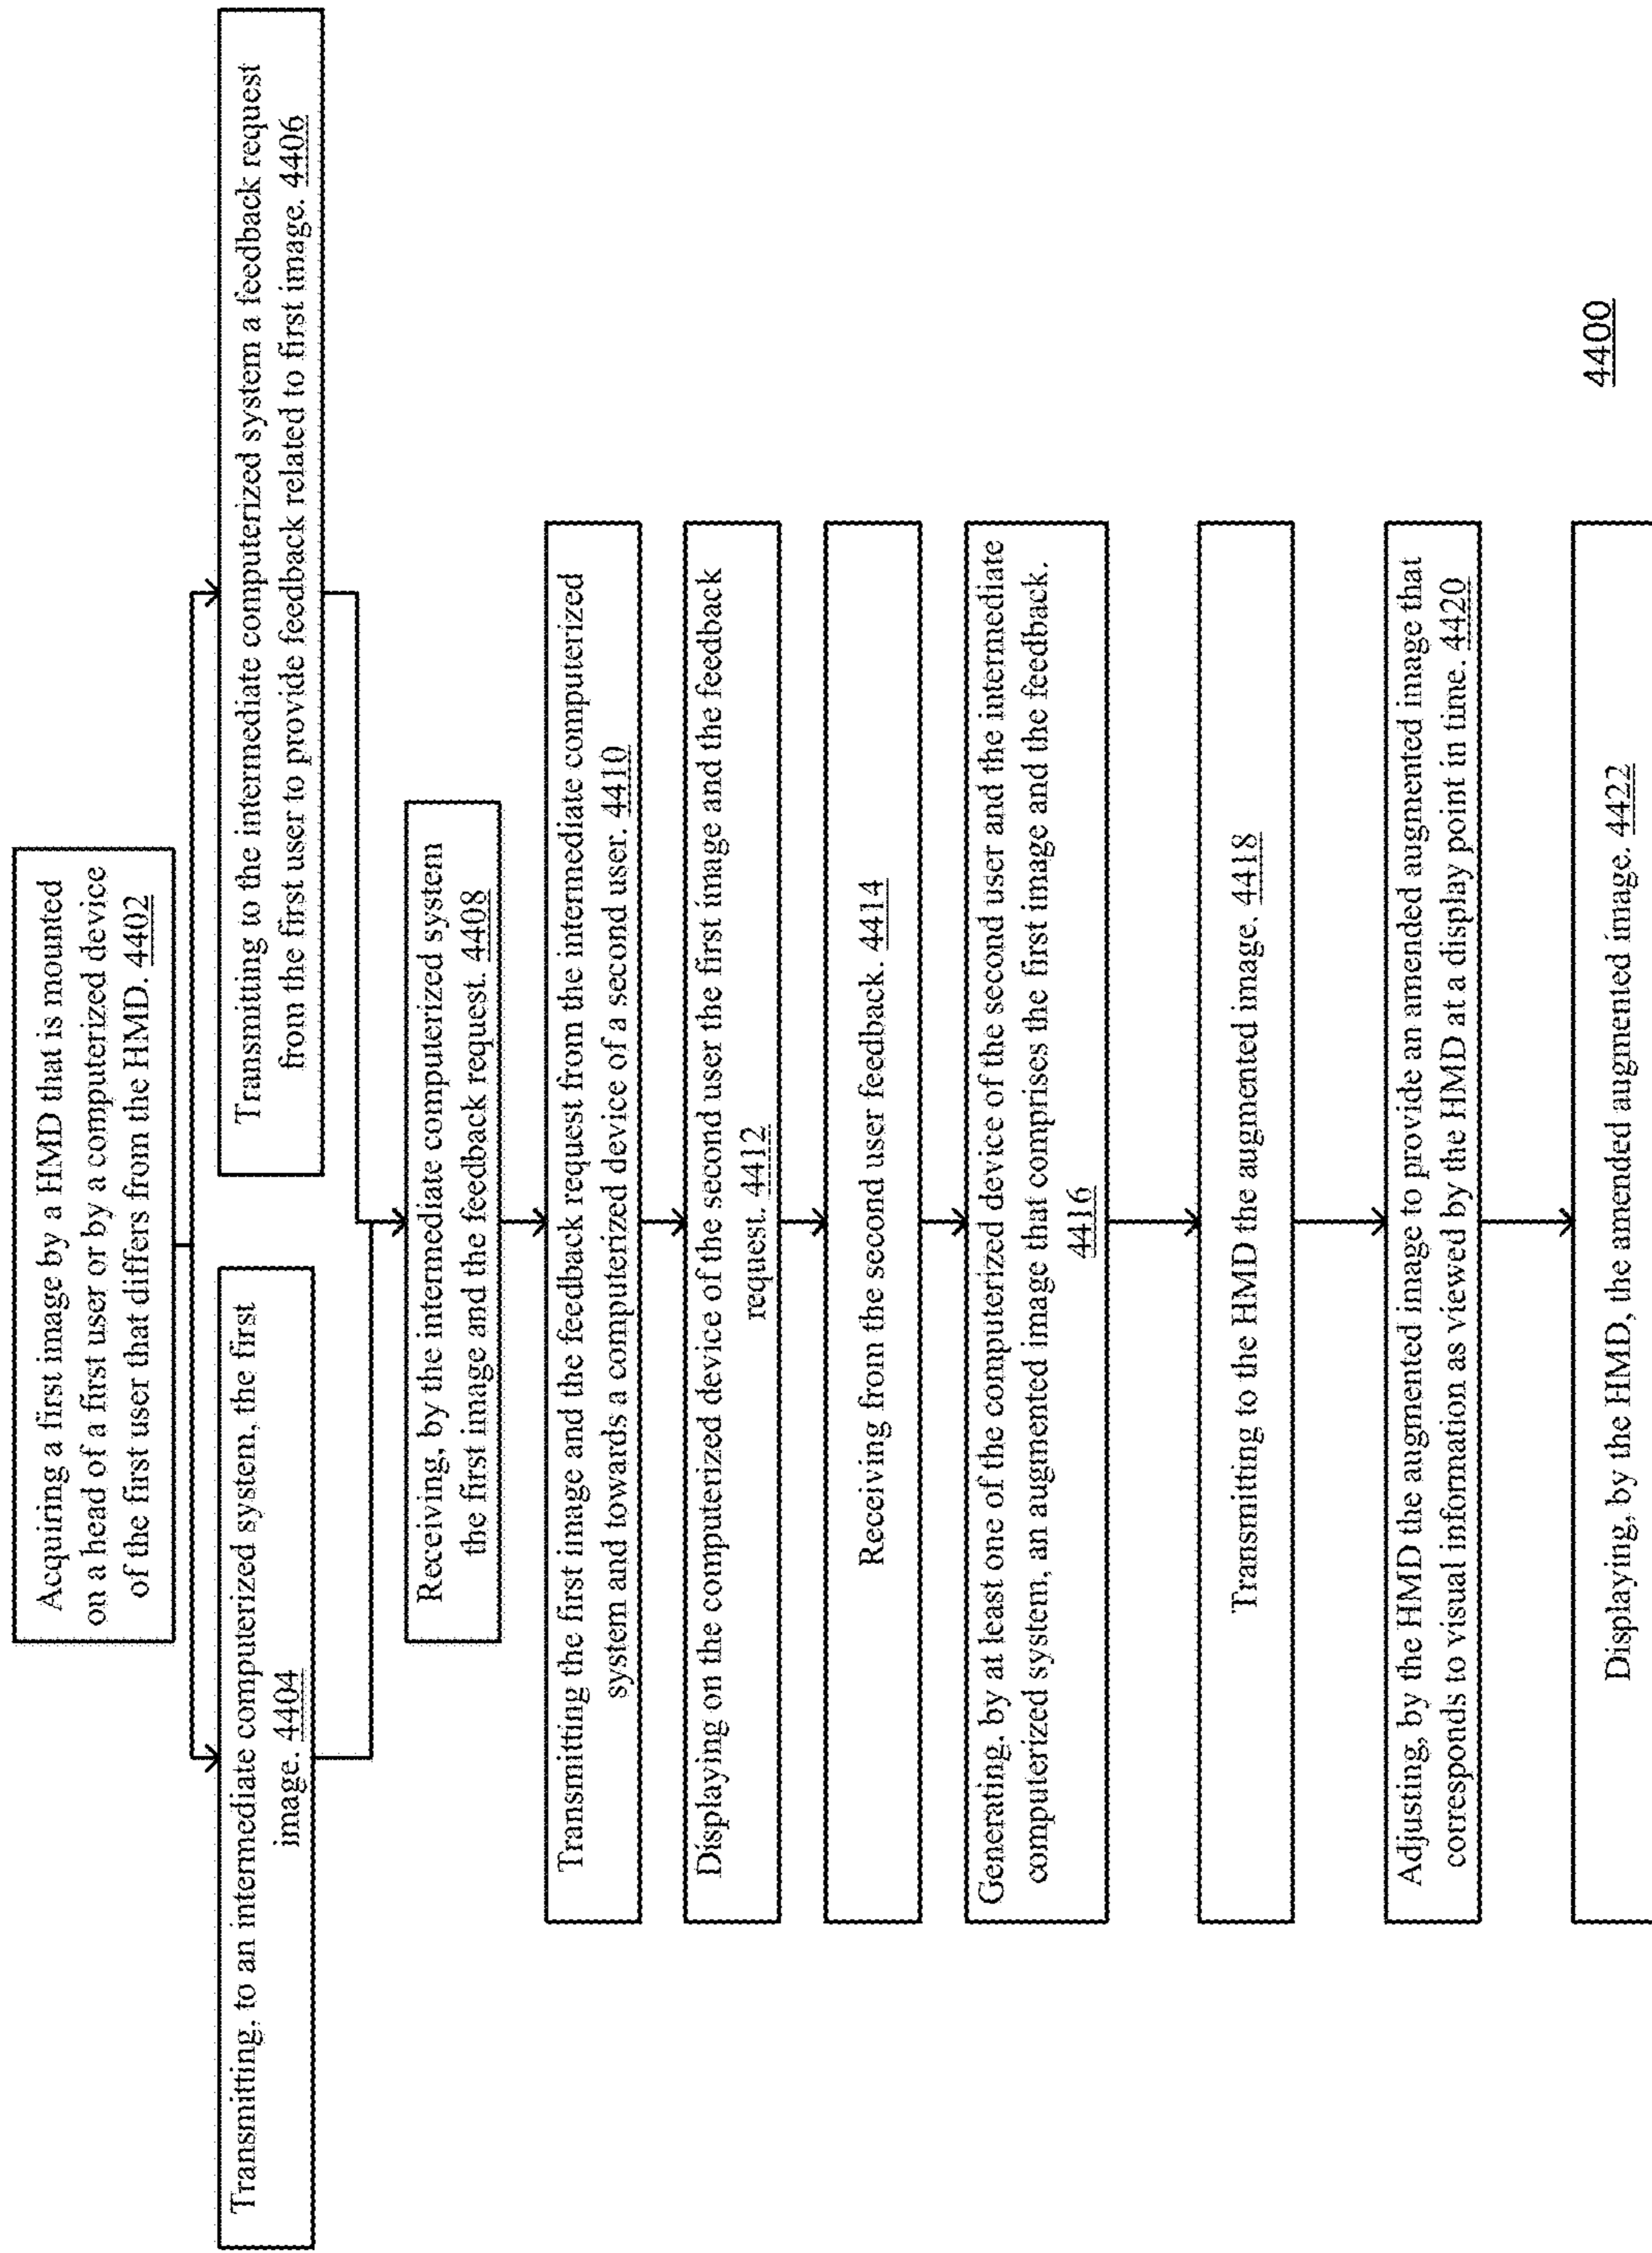 Acquiring a first image by a HMD that is mounted
on a head of a first user or by a computerized device
of the first user that differs from the HMD. 4402
Transmitting, to an intermediate computerized system, the first
image. 4404
Transmitting to the intermediate computerized system a feedback request
from the first user to provide feedback related to first image. 4406
Receiving, by the intermediate computerized system
the first image and the feedback request. 4408
Transmitting the first image and the feedback request from the intermediate computerized
system and towards a computerized device of a second user. 4410
Displaying on the computerized device of the second user the first image and the feedback
request. 4412
Receiving from the second user feedback. 4414
Generating, by at least one of the computerized device of the second user and the intermediate
computerized system, an augmented image that comprises the first image and the feedback.
4416
Transmitting to the HMD the augmented image. 4418
Adjusting, by the HMD the augmented image to provide an amended augmented image that
corresponds to visual information as viewed by the HMD at a display point in time. 4420
Displaying, by the HMD, the amended augmented image. 4422
4400